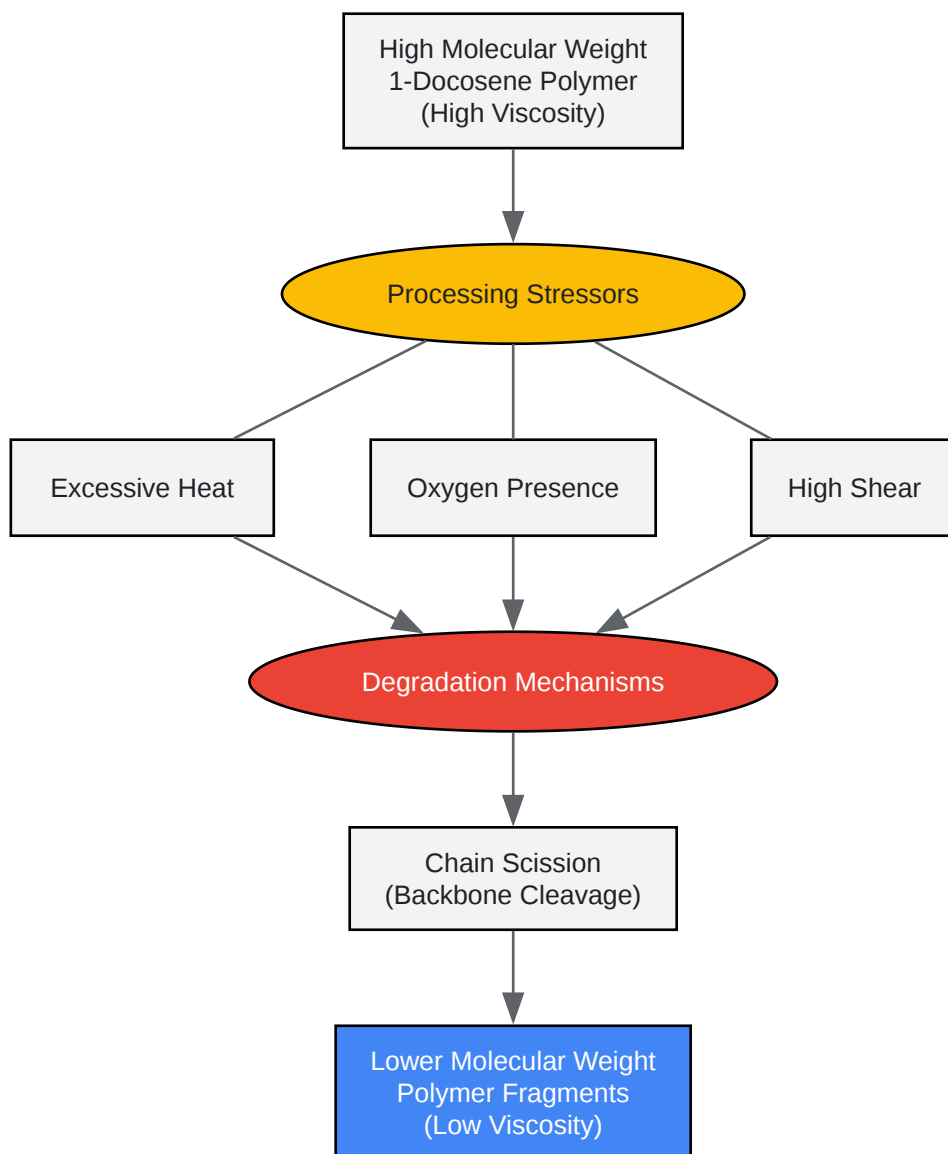 High Molecular Weight
1-Docosene Polymer
(High Viscosity)
Processing Stressors
Excessive Heat
Oxygen Presence
High Shear
Degradation Mechanisms
Chain Scission
(Backbone Cleavage)
Lower Molecular Weight
Polymer Fragments
(Low Viscosity)